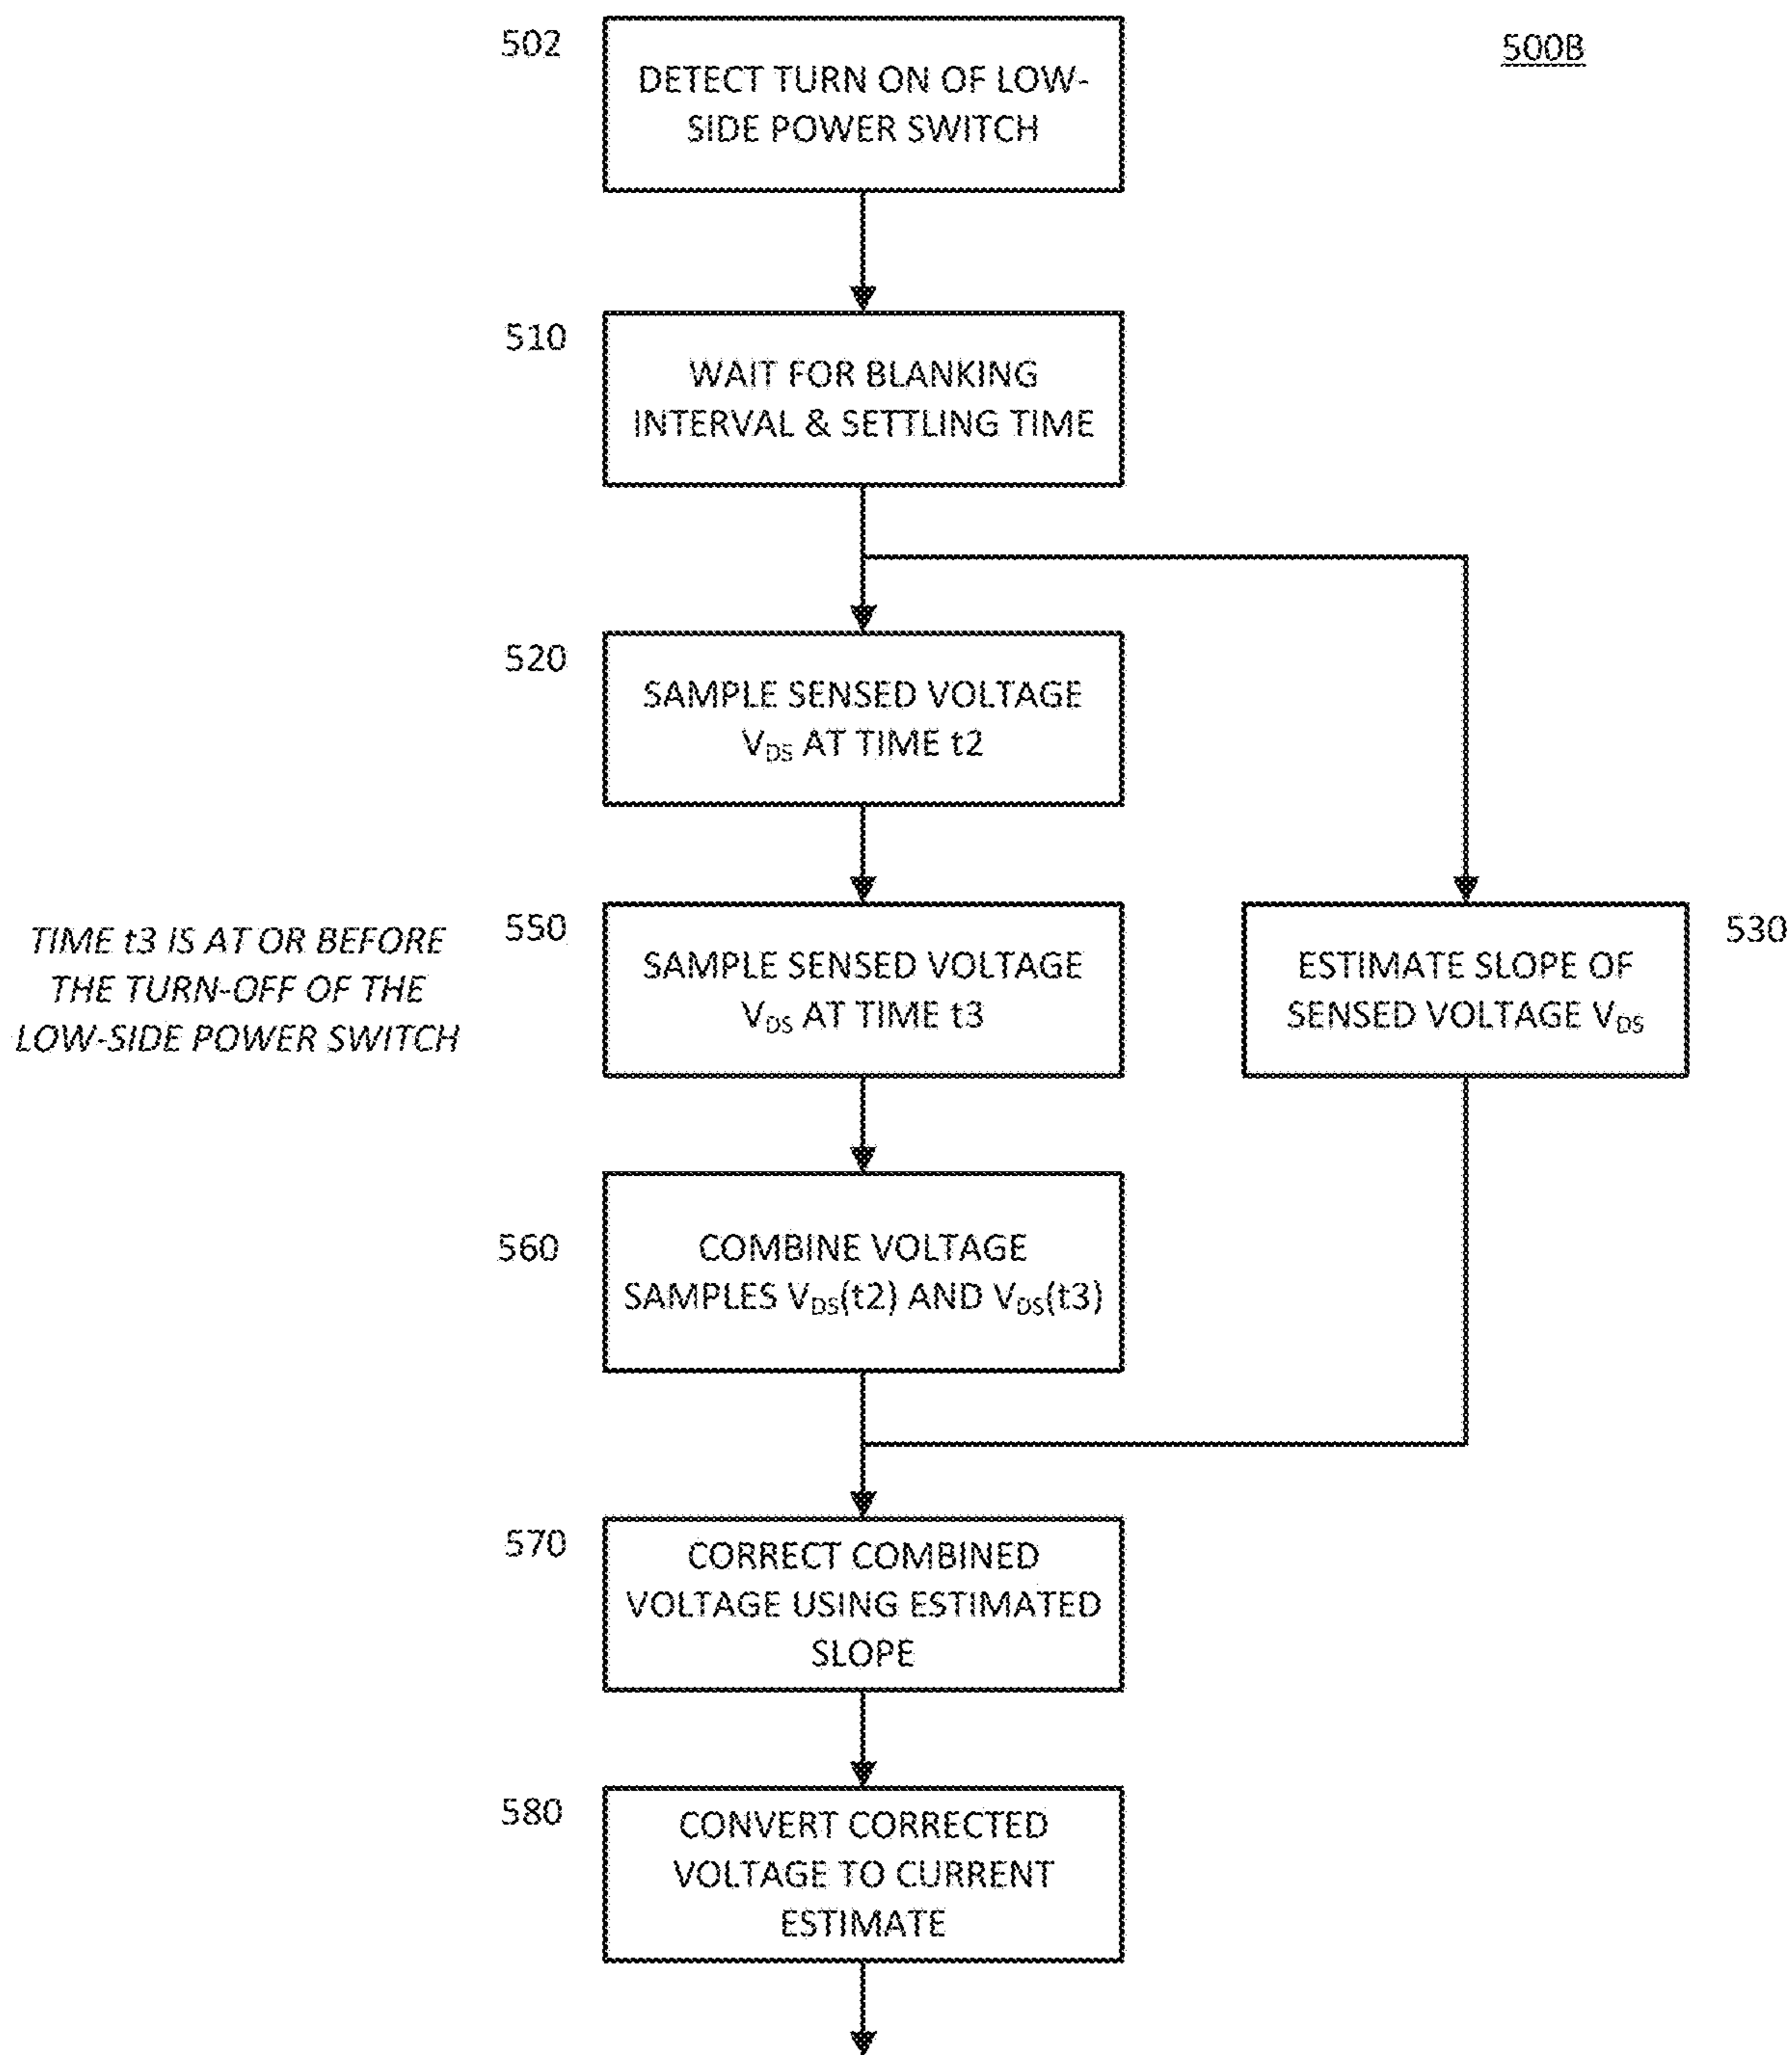 502
500B
DETECT TURN ON OF LOW-
SIDE POWER SWITCH
510
WAIT FOR BLANKING
INTERVAL & SETTLING TIME
520
SAMPLE SENSED VOLTAGE
VDS AT TIME t2
TIME t3 IS AT OR BEFORE
THE TURN-OFF OF THE
LOW-SIDE POWER SWITCH
550
SAMPLE SENSED VOLTAGE
VDS AT TIME t3
530
ESTIMATE SLOPE OF
SENSED VOLTAGE VDS
560
COMBINE VOLTAGE
SAMPLES VDS(t2) AND VDS(t3)
570
CORRECT COMBINED
VOLTAGE USING ESTIMATED
SLOPE
580
CONVERT CORRECTED
VOLTAGE TO CURRENT
ESTIMATE